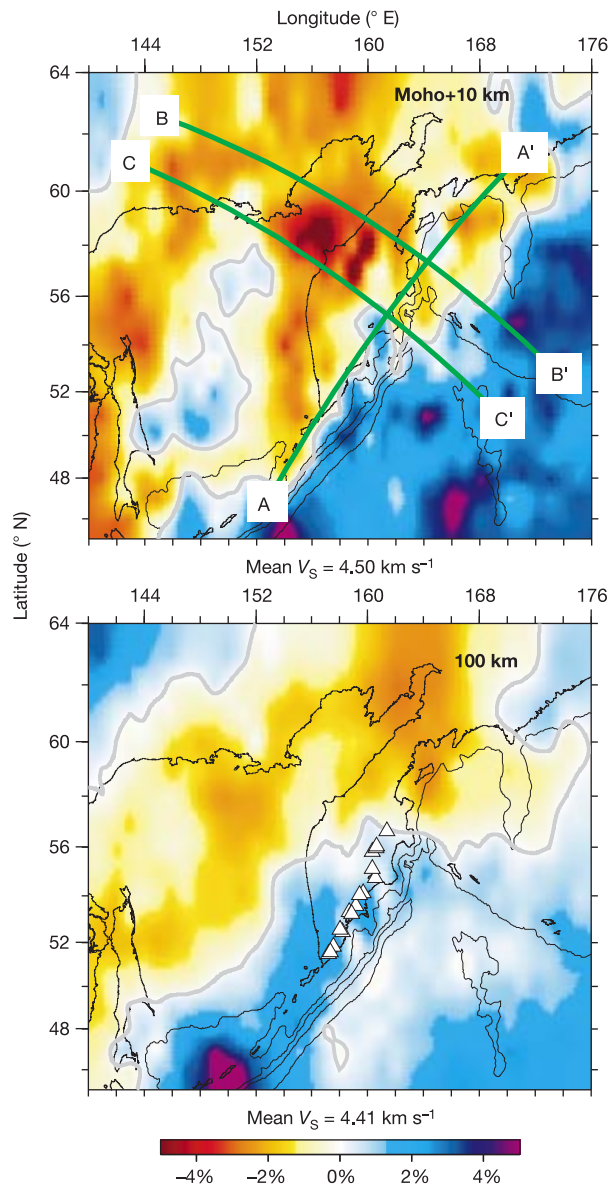 Longitude (° E)
144 152 160 168 176
64
Moho+10 km
B
A'
C
60
56
B'
52
C'
48
A
Mean VS = 4.50 km s−1
Latitude (° N)
144 152 160 168 176
64
100 km
60
56
52
48
Mean VS = 4.41 km s−1
−4% −2% 0% 2% 4%